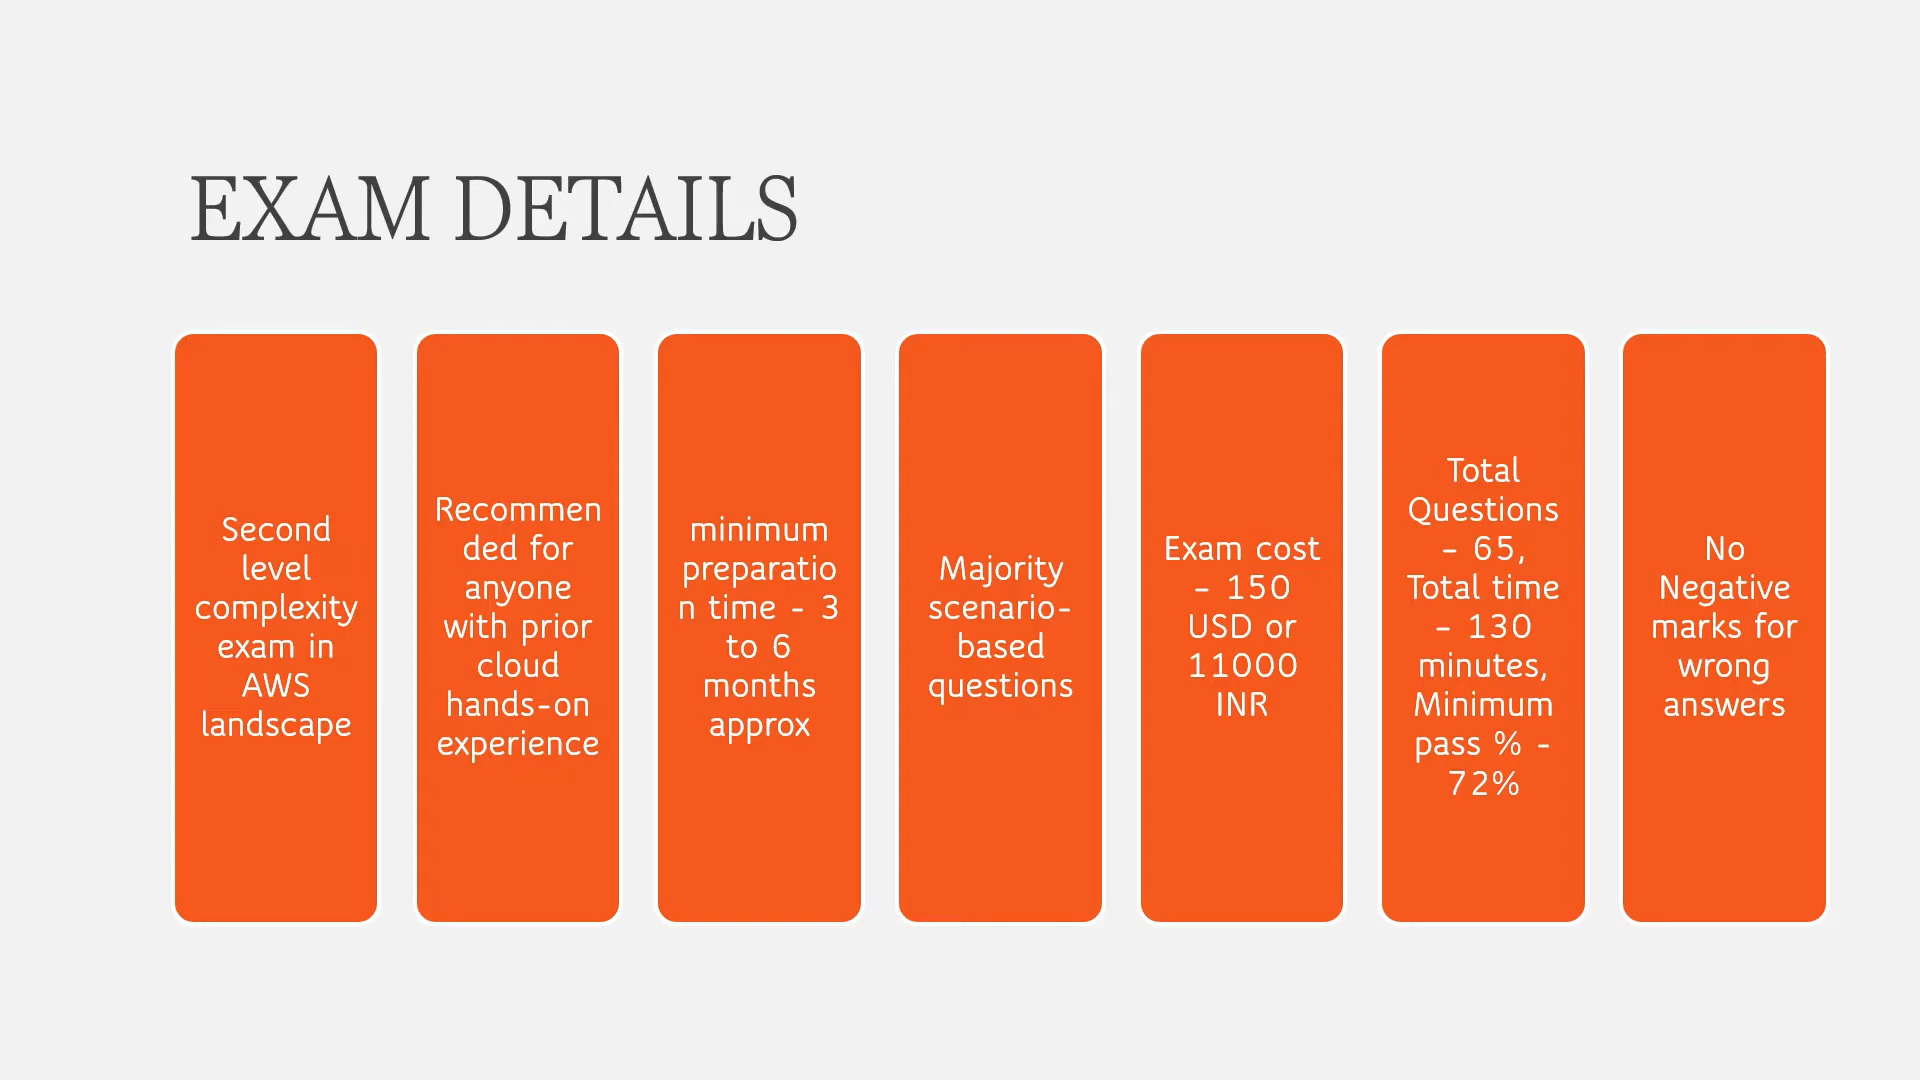 EXAM DETAILS
Second
level
complexity
exam in
AWS
landscape
Recommen
ded for
anyone
with prior
cloud
hands-on
experience
minimum
preparatio
n time - 3
to 6
months
approx
Majority
scenario-
based
questions
Exam cost
- 150
USD or
11000
INR
Total
Questions
- 65,
Total time
- 130
minutes,
Minimum
pass % -
72%
No
Negative
marks for
wrong
answers